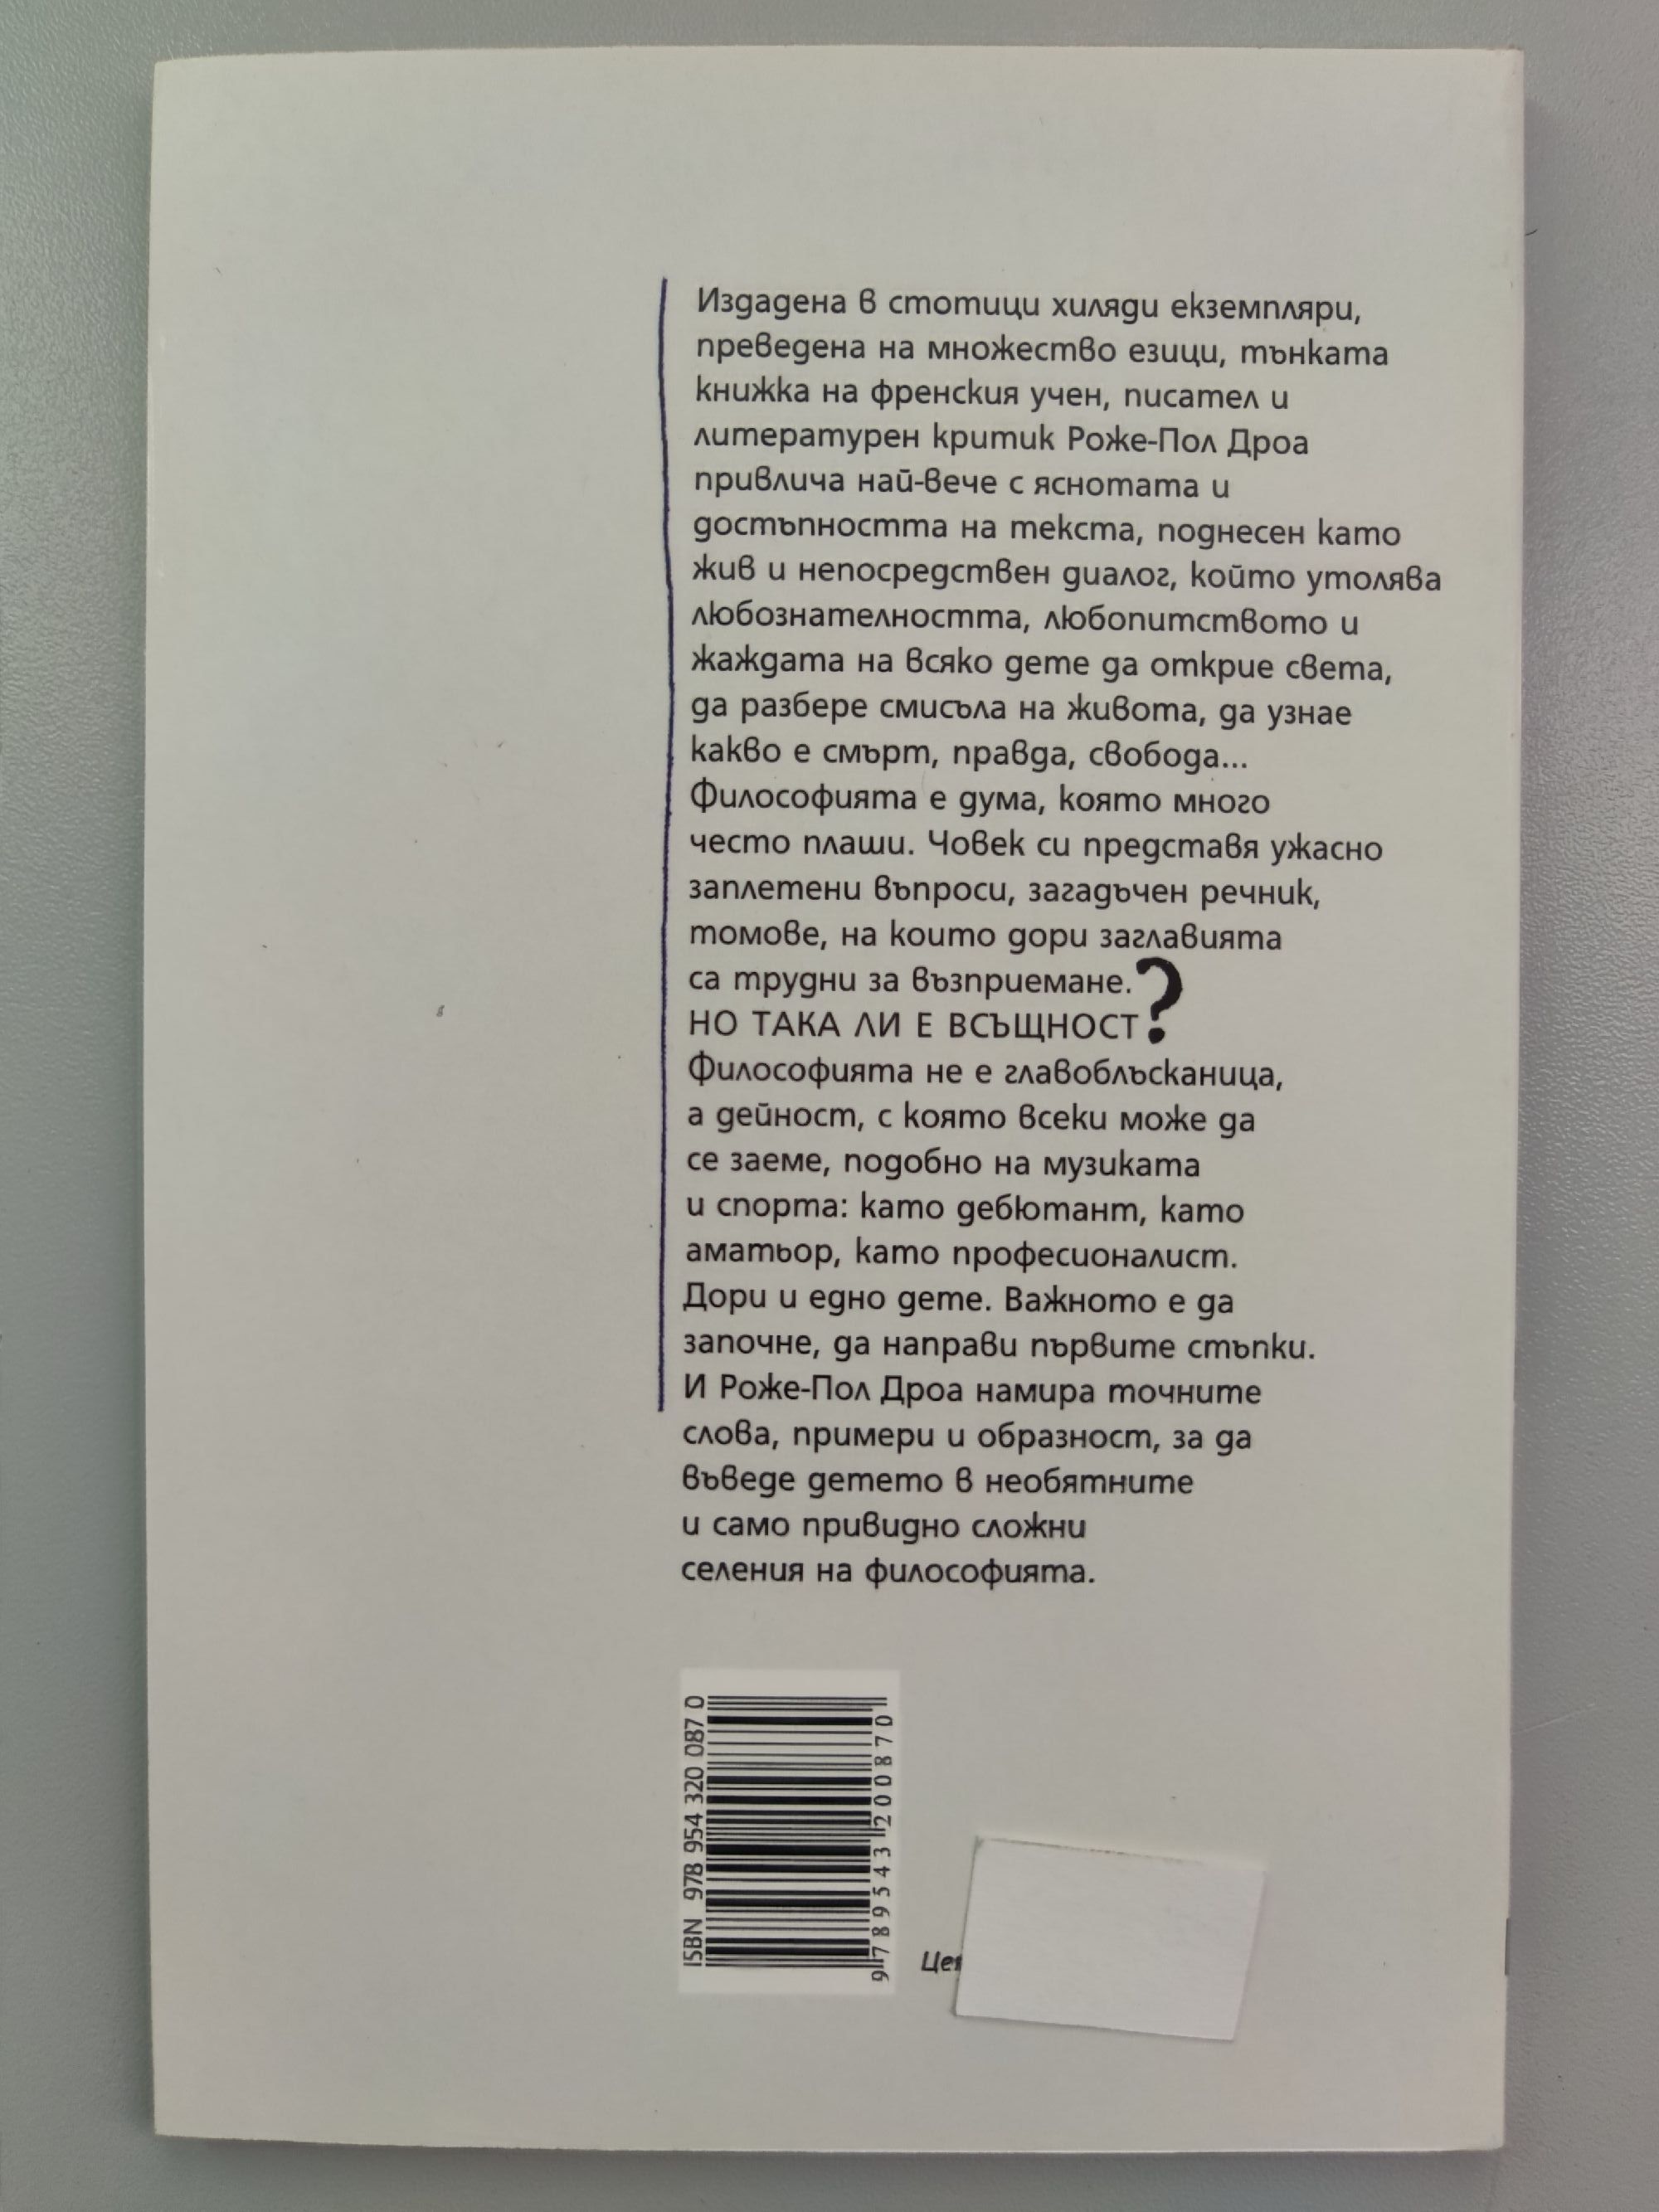 Издадена в стотици хиляди екземпляри,
преведена на множество езици, тънката
книжка на френския учен, писател и
литературен критик Роже-Пол Дроа
привлича най-вече с яснотата и
достъпността на текста, поднесен като
жив и непосредствен диалог, който утолява
любознателността, любопитството и
жаждата на всяко дете да открие света,
да разбере смисъла на живота, да узнае
какво е смърт, правда, свобода...
Философията е дума, която много
често плаши. Човек си представя ужасно
заплетени въпроси, загадъчен речник,
томове, на които дори заглавията
са трудни за възприемане.
НО ТАКА ЛИ Е ВСЪЩНОСТ?
Философията не е главоблъсканица,
а дейност, с която всеки може да
се заеме, подобно на музиката
и спорта: като дебютант, като
аматьор, като професионалист.
Дори и едно дете. Важното е да
започне, да направи първите стъпки.
И Роже-Пол Дроа намира точните
слова, примери и образност, за да
въведе детето в необятните
и само привидно сложни
селения на философията.
ISBN 978 954 320 087 0
9 789543 200870